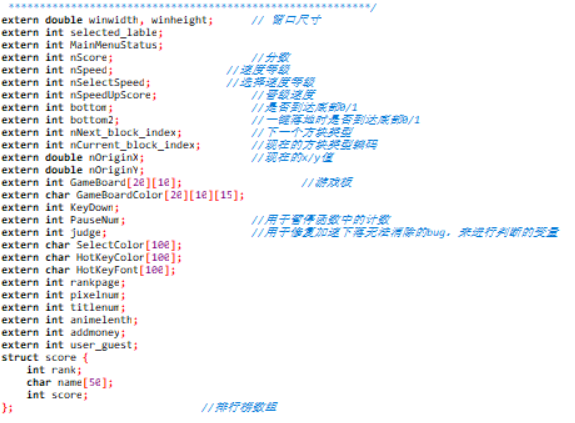 ************************************************************/
extern double winwidth, winheight; // 窗口尺寸
extern int selected_lable;
extern int MainMenuStatus;
extern int nScore; //分数
extern int nSpeed; //速度等级
extern int nSelectSpeed; //选择速度等级
extern int nSpeedUpScore; //晋级速度
extern int bottom; //是否到达底部0/1
extern int bottom2; //一键落地时是否到达底部0/1
extern int nNext_block_index; //下一个方块类型
extern int nCurrent_block_index; //现在的方块类型编码
extern double nOriginX; //现在的x/y值
extern double nOriginY;
extern int GameBoard[20][10]; //游戏板
extern char GameBoardColor[20][10][15];
extern int KeyDown;
extern int PauseNum; //用于暂停函数中的计数
extern int judge; //用于修复加速下落无法消除的bug，来进行判断的变量
extern char SelectColor[100];
extern char HotKeyColor[100];
extern char HotKeyFont[100];
extern int rankpage;
extern int pixelnum;
extern int titlenum;
extern int animelenth;
extern int addmoney;
extern int user_guest;
struct score {
int rank;
char name[50];
int score;
}; //排行榜数组